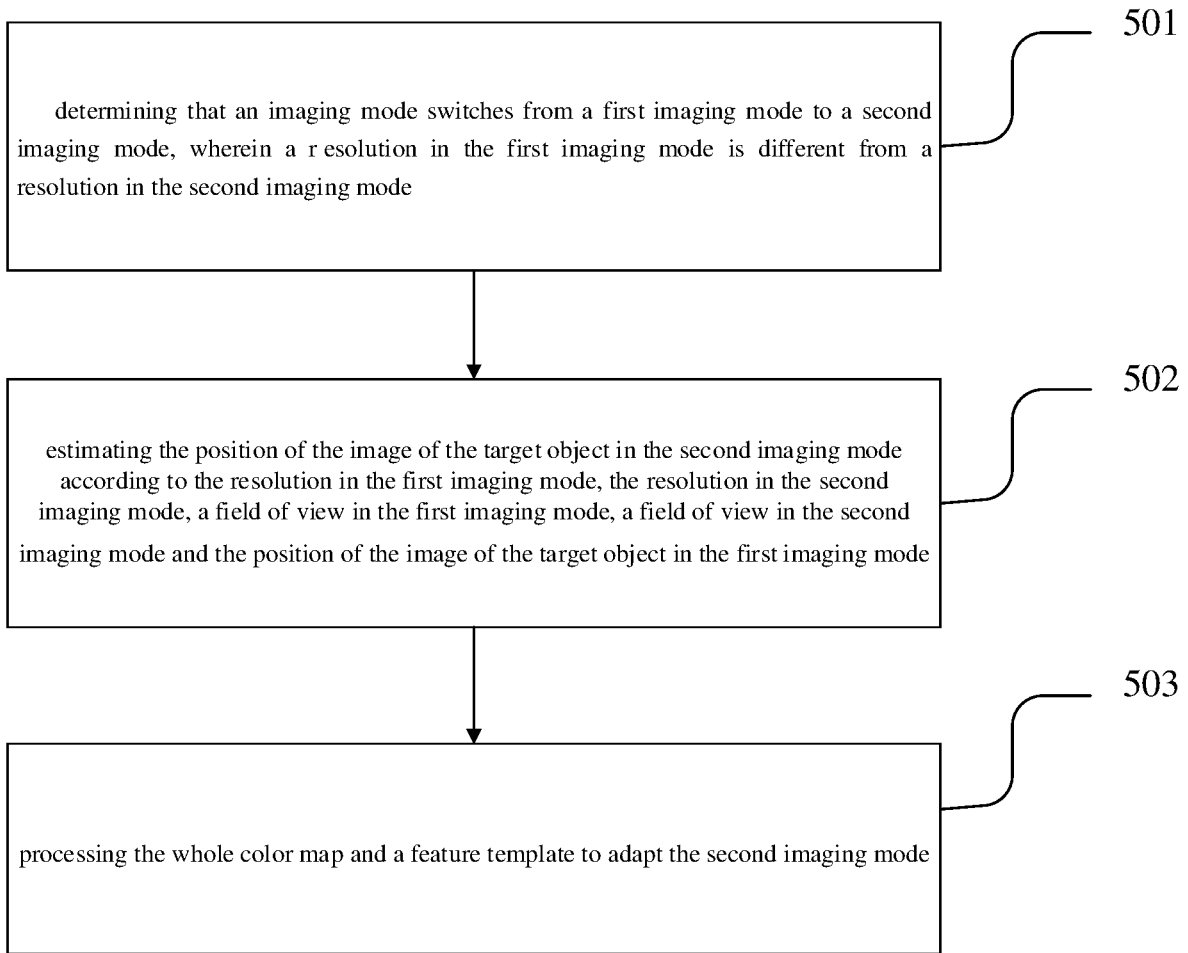 501
determining that an imaging mode switches from a first imaging mode to a second
imaging mode, wherein a r esolution in the first imaging mode is different from a
resolution in the second imaging mode
502
estimating the position of the image of the target object in the second imaging mode
according to the resolution in the first imaging mode, the resolution in the second
imaging mode, a field of view in the first imaging mode, a field of view in the second
imaging mode and the position of the image of the target object in the first imaging mode
503
processing the whole color map and a feature template to adapt the second imaging mode